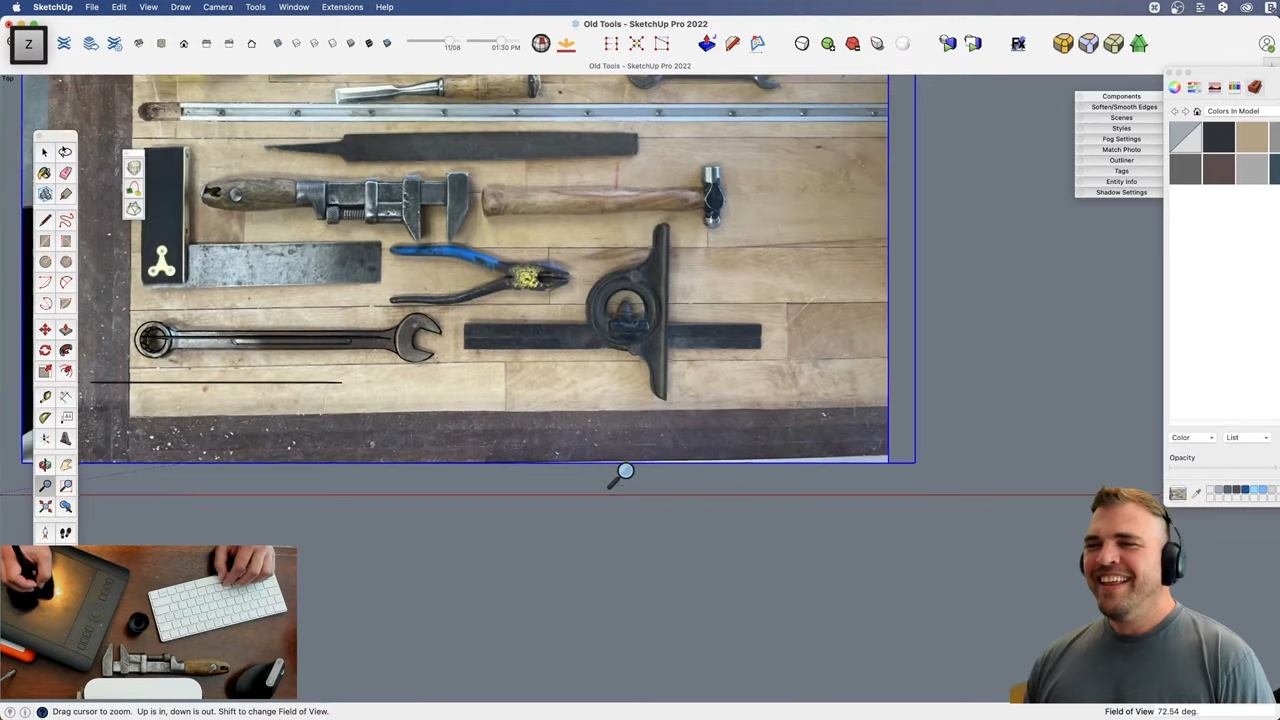 SketchUp File Edit View Camera Draw Tools Window Extensions Help
Old Tools - SketchUp Pro 2022
Z
11/08 01:30 PM
Old Tools - SketchUp Pro 2022
Top
Components
Soften/Smooth Edges
Scenes
Styles
Fog Settings
Match Photo
Outliner
Tags
Entity Info
Shadow Settings
Colors In Model
Color
List
Opacity
Drag cursor to zoom. Up is in, down is out. Shift to change Field of View.
Field of View 72.54 deg.